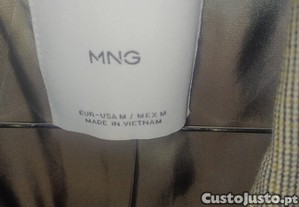 MNG
EUR-USA M / MEX M
MADE IN VIETNAM
CustoJusto.pt